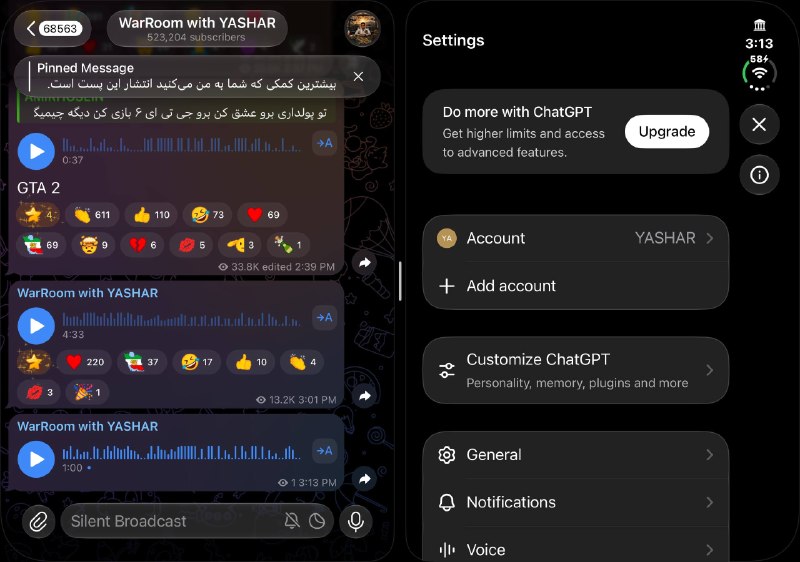 68563
WarRoom with YASHAR
523,204 subscribers
Pinned Message
بیشترین کمکی که شما به من می‌کنید انتشار این پست است.
AMIRHOSEIN
تو پولداری برو عشق کن برو جی تی ای ۶ بازی کن دیگه چیمیگ
→A
0:37
GTA 2
4
611
110
73
69
69
9
6
5
3
1
33.8K edited 2:39 PM
WarRoom with YASHAR
→A
4:33
220
37
17
10
4
3
1
13.2K 3:01 PM
WarRoom with YASHAR
→A
1:00
1 3:13 PM
Silent Broadcast
Settings
3:13
58
Do more with ChatGPT
Get higher limits and access
to advanced features.
Upgrade
YA
Account
YASHAR
Add account
Customize ChatGPT
Personality, memory, plugins and more
General
Notifications
Voice